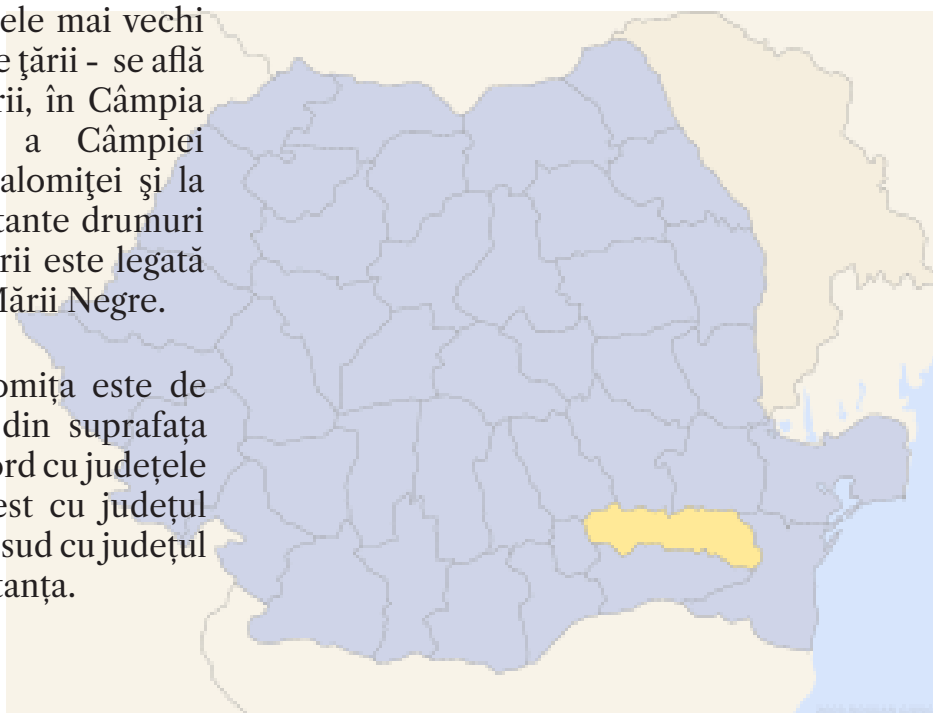 ele mai vechi
e ţării - se află
rii, în Câmpia
a Câmpiei
alomiţei şi la
tante drumuri
rii este legată
Mării Negre.
omița este de
din suprafața
ord cu județele
est cu județul
sud cu județul
tanța.